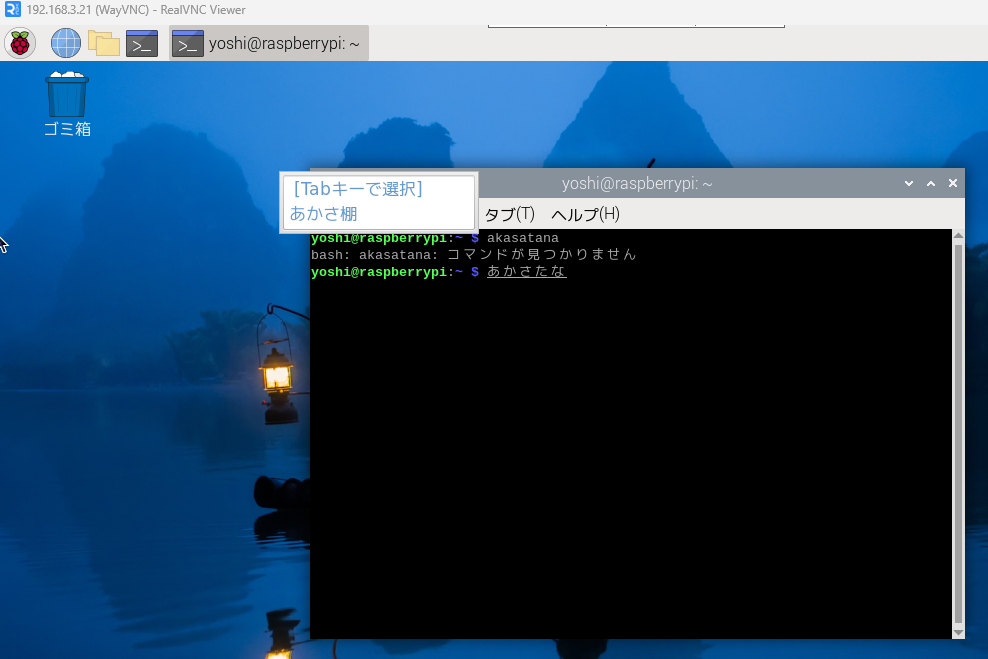 192.168.3.21 (WayVNC) - RealVNC Viewer
yoshi@raspberrypi: ~
ゴミ箱
yoshi@raspberrypi: ~
[Tabキーで選択]
あかさ棚
タブ(T) ヘルプ(H)
yoshi@raspberrypi:~ $ akasatana
bash: akasatana: コマンドが見つかりません
yoshi@raspberrypi:~ $ あかさたな